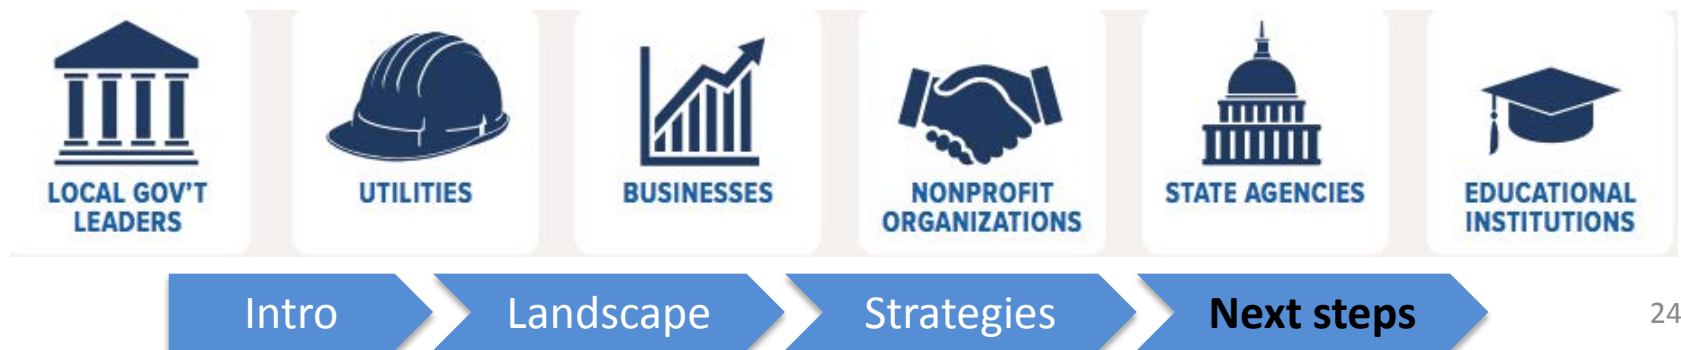 LOCAL GOV'T
LEADERS
UTILITIES
BUSINESSES
NONPROFIT
ORGANIZATIONS
STATE AGENCIES
EDUCATIONAL
INSTITUTIONS
Intro
Landscape
Strategies
Next steps
24